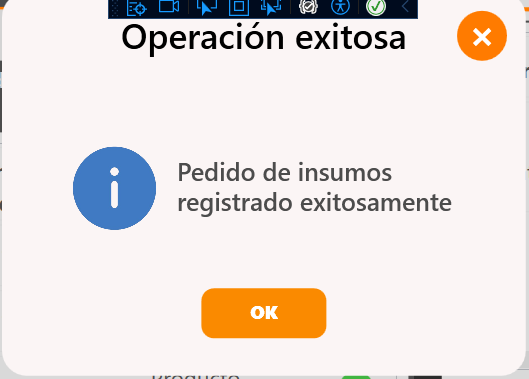 Operación exitosa
Pedido de insumos
registrado exitosamente
OK